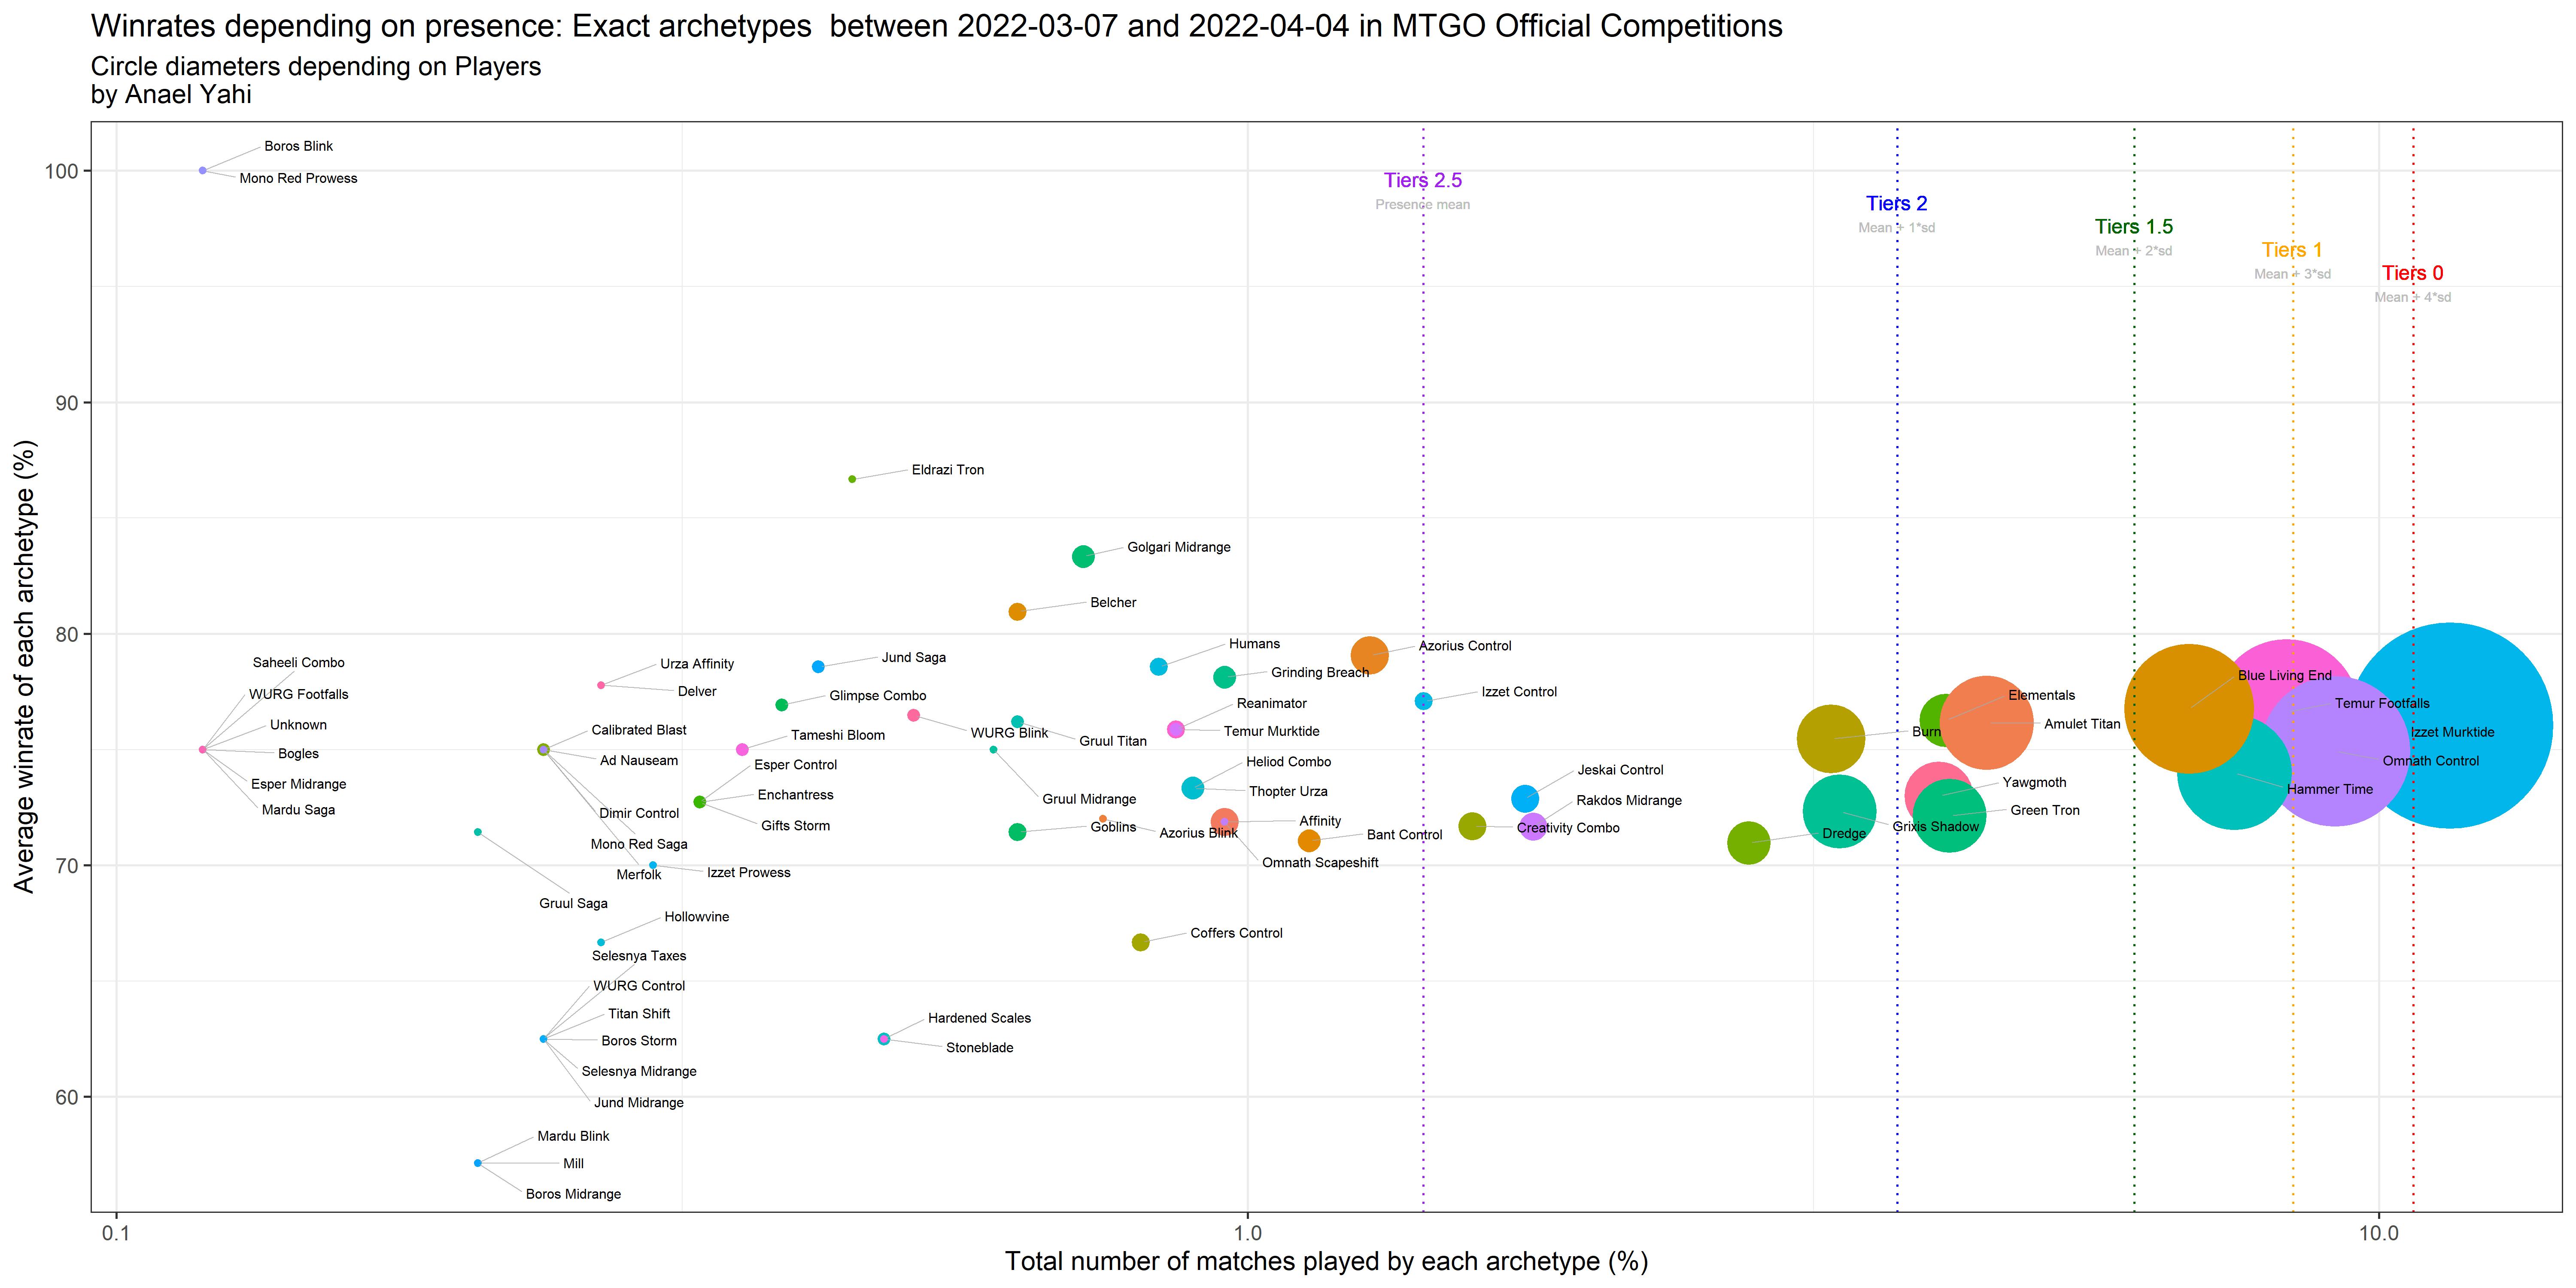 Winrates depending on presence: Exact archetypes  between 2022-03-07 and 2022-04-04 in MTGO Official Competitions
Circle diameters depending on Players
by Anael Yahi
Average winrate of each archetype (%)
100
90
80
70
60
Boros Blink
Mono Red Prowess
Tiers 2.5
Presence mean
Tiers 2
Mean + 1*sd
Tiers 1.5
Mean + 2*sd
Tiers 1
Mean + 3*sd
Tiers 0
Mean + 4*sd
Eldrazi Tron
Golgari Midrange
Belcher
Humans
Azorius Control
Jund Saga
Saheeli Combo
Urza Affinity
Grinding Breach
Blue Living End
Delver
Izzet Control
WURG Footfalls
Glimpse Combo
Elementals
Reanimator
Temur Footfalls
Unknown
Amulet Titan
Calibrated Blast
Temur Murktide
Burn
Izzet Murktide
WURG Blink
Tameshi Bloom
Gruul Titan
Bogles
Ad Nauseam
Heliod Combo
Omnath Control
Esper Control
Jeskai Control
Esper Midrange
Yawgmoth
Thopter Urza
Hammer Time
Enchantress
Gruul Midrange
Rakdos Midrange
Mardu Saga
Green Tron
Dimir Control
Affinity
Gifts Storm
Goblins
Creativity Combo
Grixis Shadow
Azorius Blink
Bant Control
Dredge
Mono Red Saga
Omnath Scapeshift
Merfolk
Izzet Prowess
Gruul Saga
Hollowvine
Coffers Control
Selesnya Taxes
WURG Control
Titan Shift
Hardened Scales
Boros Storm
Stoneblade
Selesnya Midrange
Jund Midrange
Mardu Blink
Mill
Boros Midrange
0.1
1.0
10.0
Total number of matches played by each archetype (%)